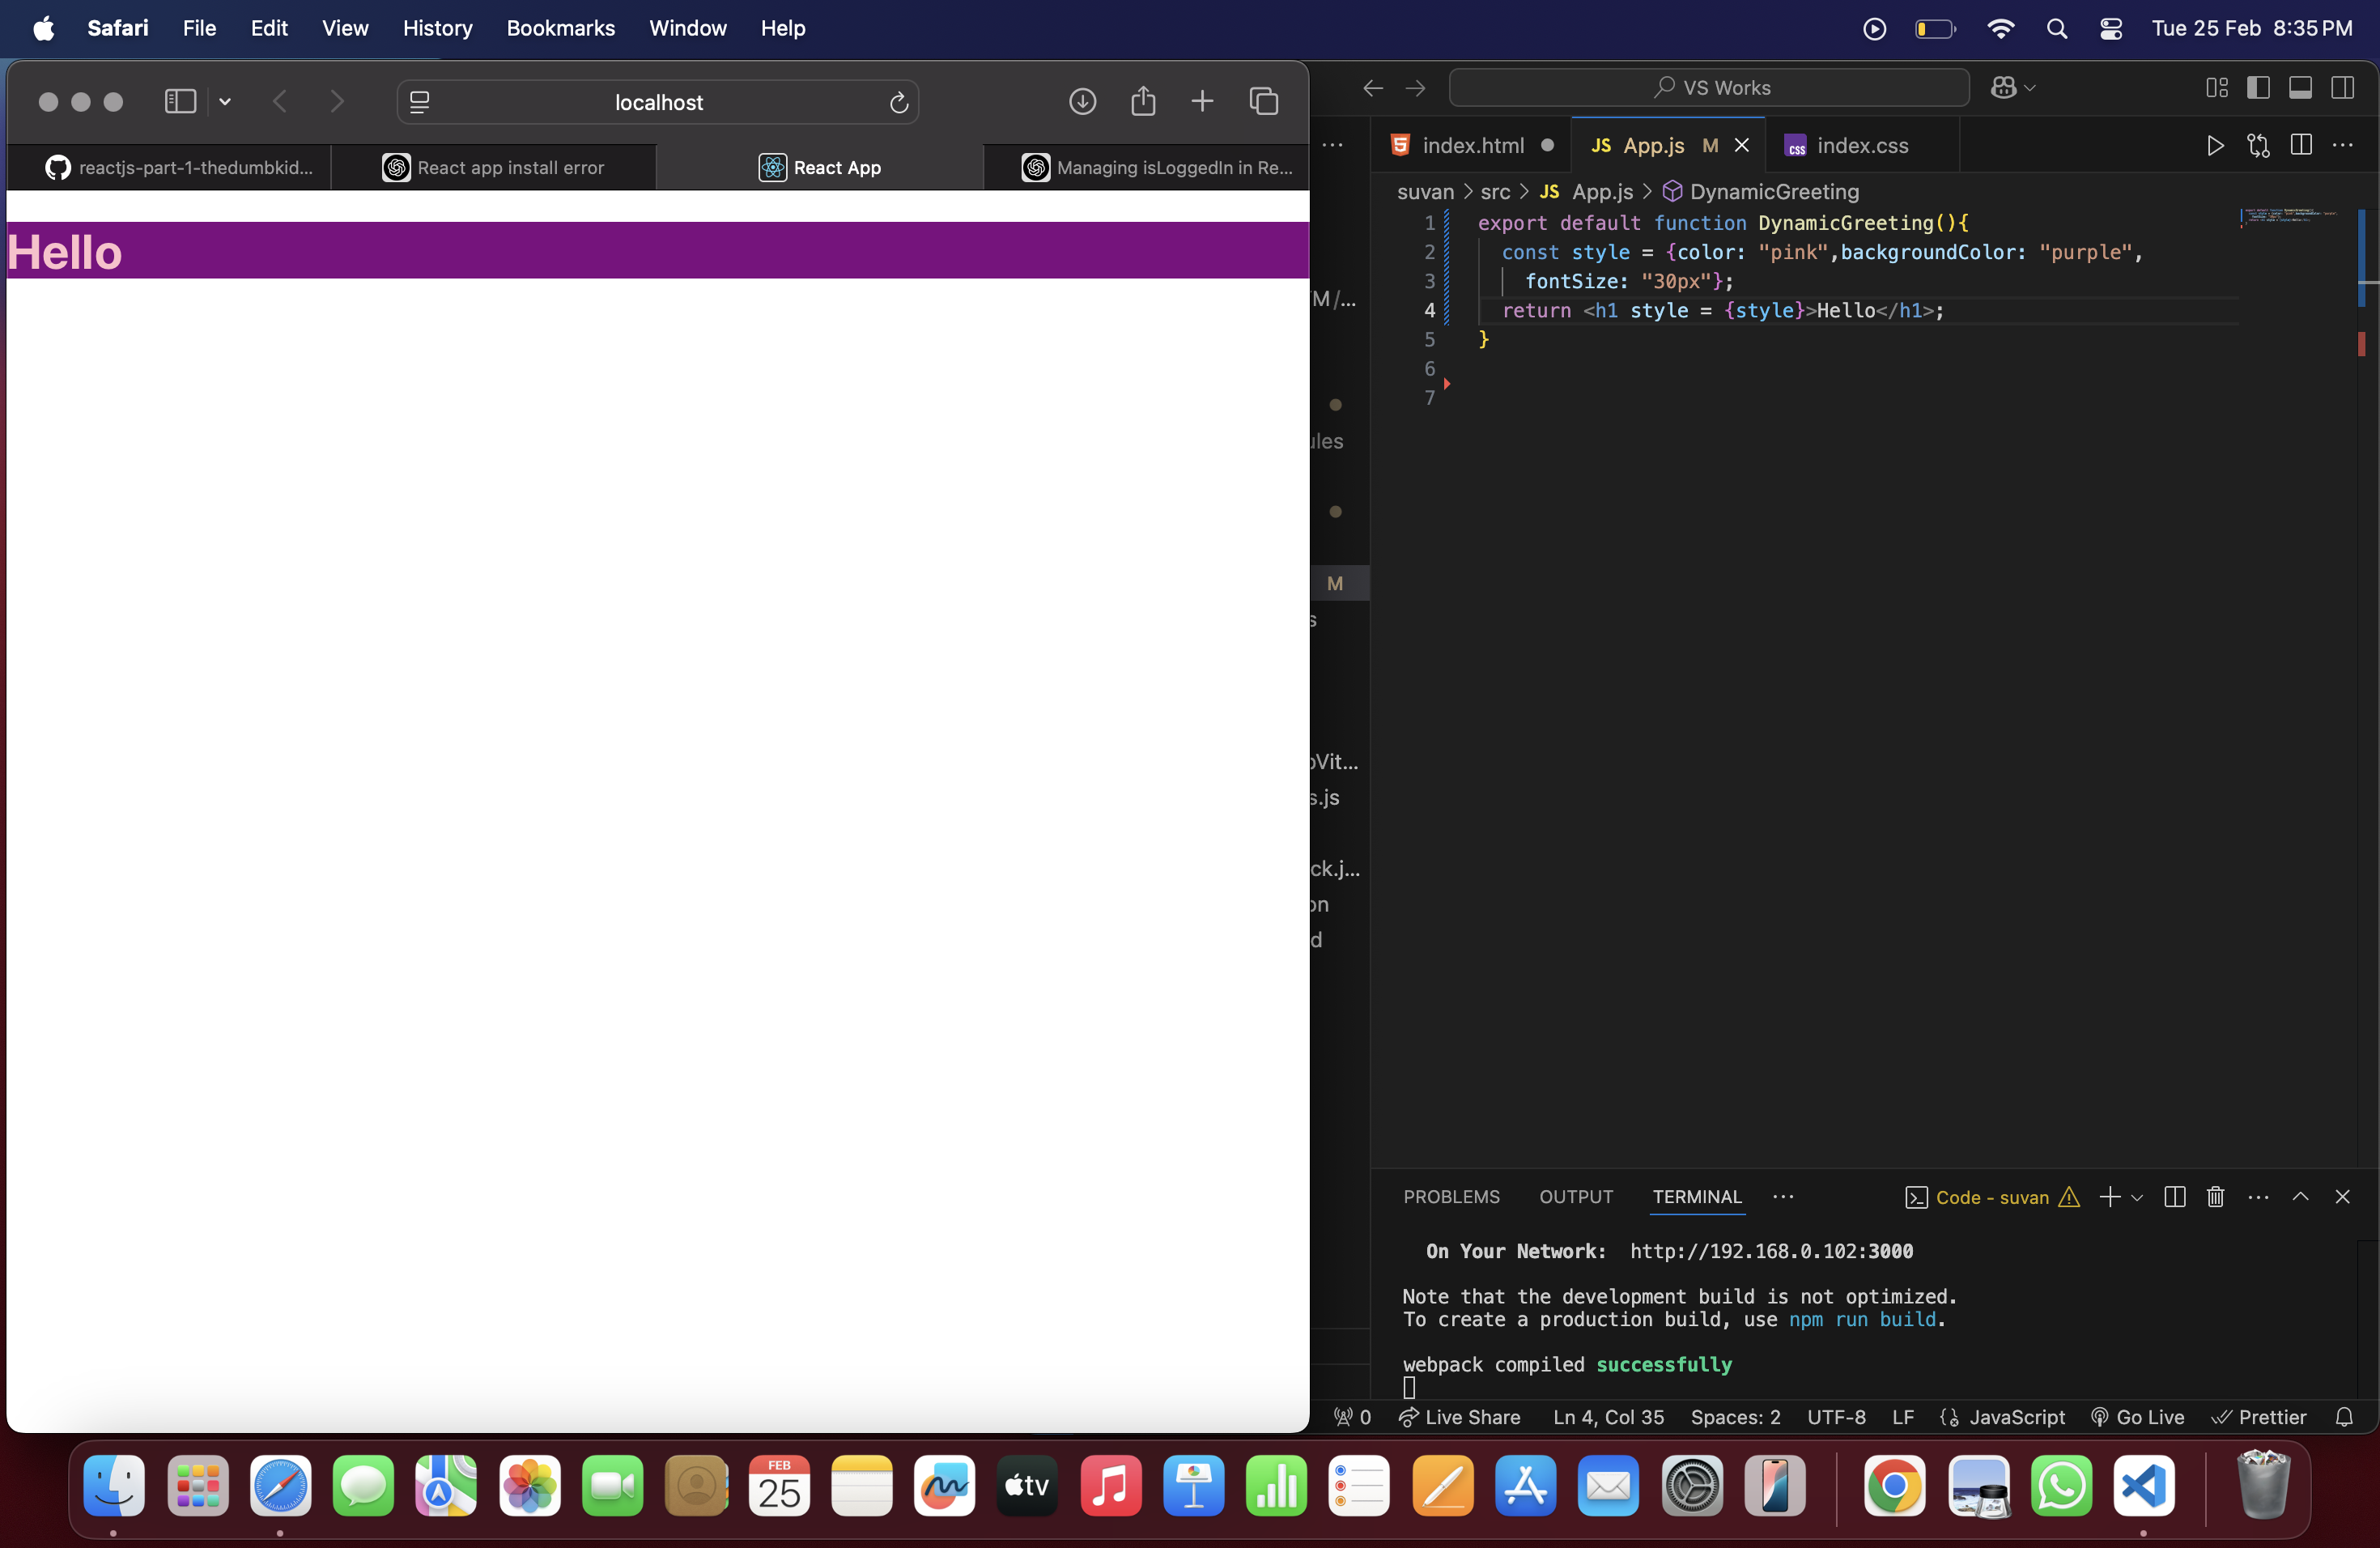 Safari File Edit View History Bookmarks Window Help Tue 25 Feb 8:35 PM
localhost
reactjs-part-1-thedumbkid... React app install error React App Managing isLoggedIn in Re...
Hello
VS Works
index.html JS App.js M css index.css
suvan > src > JS App.js > DynamicGreeting
1 export default function DynamicGreeting(){
2 const style = {color: "pink",backgroundColor: "purple",
3 fontSize: "30px"};
4 return <h1 style = {style}>Hello</h1>;
5 }
6
7
M/...
ules
M
s
Vit...
s.js
ck.j...
on
d
PROBLEMS OUTPUT TERMINAL ... Code - suvan
On Your Network: http://192.168.0.102:3000
Note that the development build is not optimized.
To create a production build, use npm run build.
webpack compiled successfully
0 Live Share Ln 4, Col 35 Spaces: 2 UTF-8 LF JavaScript Go Live Prettier
FEB
25
tv